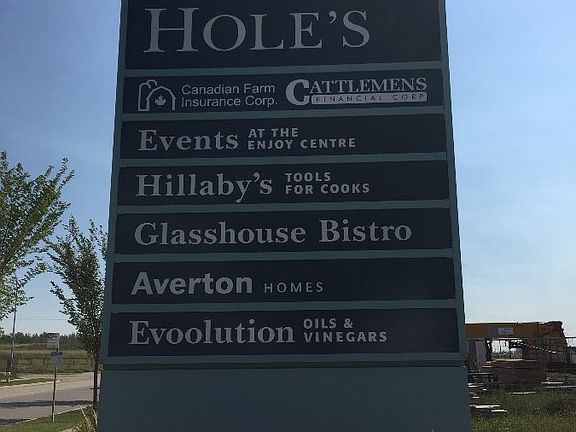 HOLE'S
Canadian Farm
Insurance Corp.
CATTLEMENS
FINANCIAL CORP
Events AT THE
ENJOY CENTRE
Hillaby's TOOLS
FOR COOKS
Glasshouse Bistro
Averton HOMES
Evoolution OILS &
VINEGARS